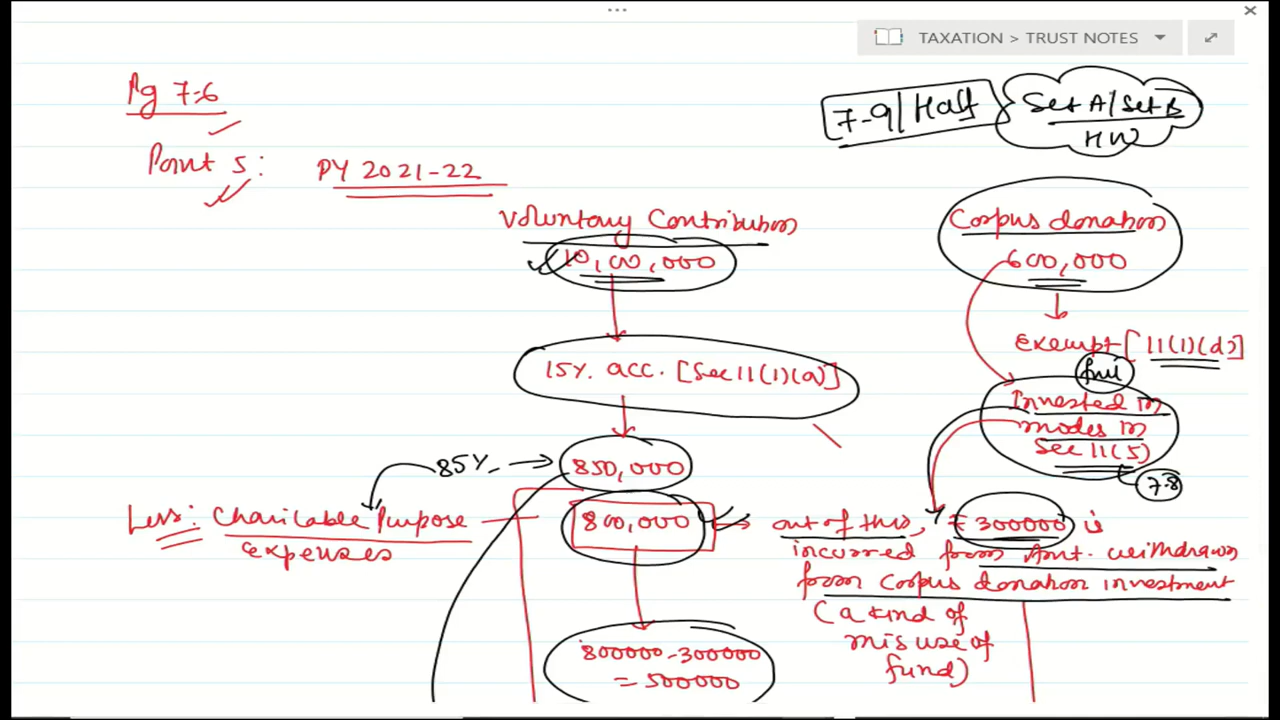 TAXATION > TRUST NOTES
Pg 7.6
7-9/Half
Set A/Set B
HW
Point 5: PY 2021-22
Voluntary Contribution
10,00,000
Corpus donation
600,000
exempt [11(1)(d)]
15%. acc. [Sec 11(1)(a)]
Invested in
modes in
Sec 11(5)
7.8
85%
850,000
Less: Charitable Purpose
expenses
800,000
out of this, ₹ 300000 is
incurred from Amt. withdrawn
from Corpus donation investment
(a kind of
misuse of
fund)
800000-300000
= 500000